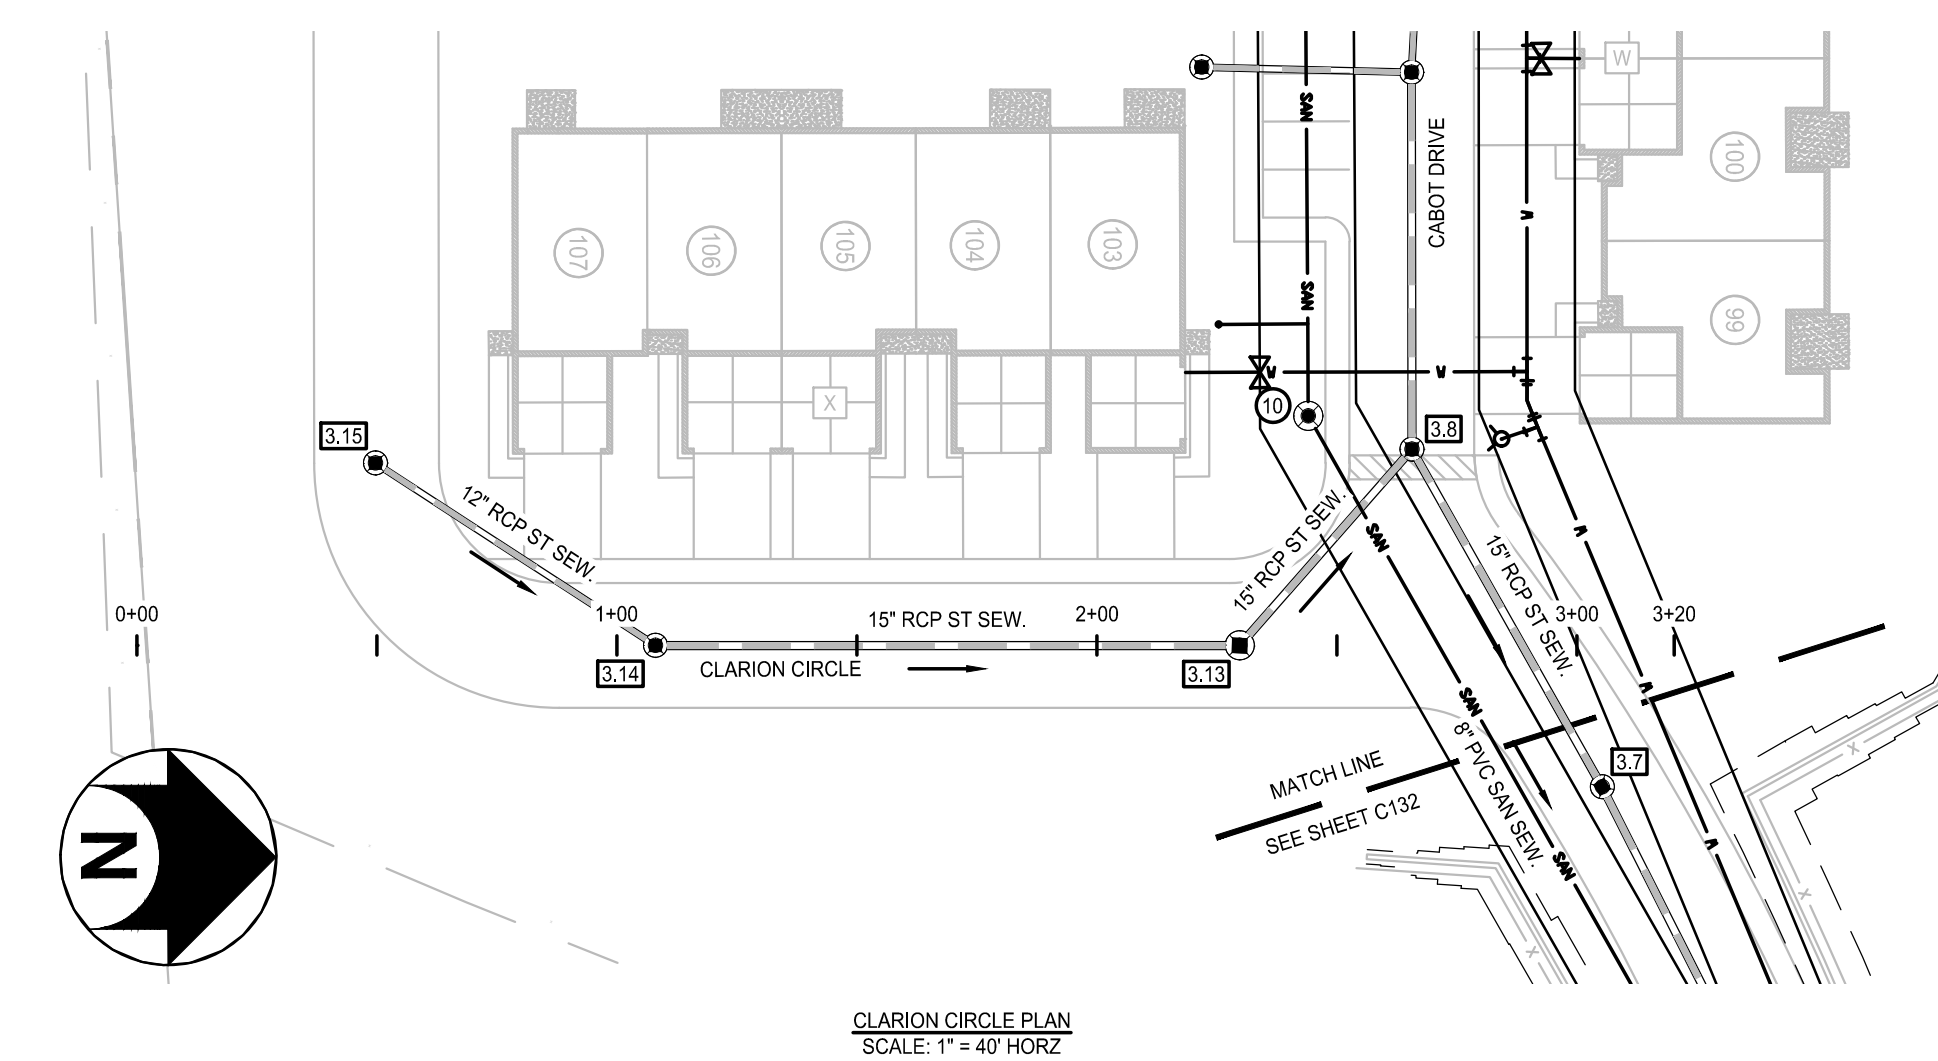 W
SAN
CABOT DRIVE
100
W
107
106
105
104
103
SAN
99
X
W
W
10
3.15
3.8
12" RCP ST SEW.
15" RCP ST SEW.
SAN
15" RCP ST SEW.
W
0+00
1+00
15" RCP ST SEW.
2+00
3+00
3+20
3.14
CLARION CIRCLE
3.13
SAN
W
8" PVC SAN SEW.
3.7
X
MATCH LINE
SEE SHEET C132
N
SAN
W
X
X
CLARION CIRCLE PLAN
SCALE: 1" = 40' HORZ